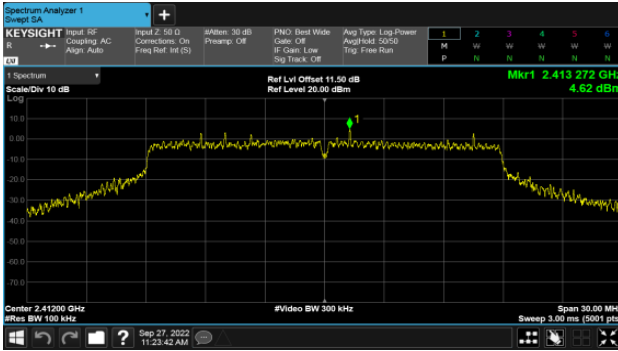 Spectrum Analyzer 1
Swept SA
KEYSIGHT
R
Input: RF
Coupling: AC
Align: Auto
Input Z: 50 Ω
Corrections: On
Freq Ref: Int (S)
#Atten: 30 dB
Preamp: Off
PNO: Best Wide
Gate: Off
IF Gain: Low
Sig Track: Off
Avg Type: Log-Power
Avg|Hold: 50/50
Trig: Free Run
1 2 3 4 5 6
M W W W W W
P N N N N N
LXI
1 Spectrum
Scale/Div 10 dB
Ref Lvl Offset 11.50 dB
Ref Level 20.00 dBm
Mkr1 2.413 272 GHz
4.62 dBm
Log
10.0
0.00
-10.0
-20.0
-30.0
-40.0
-50.0
-60.0
-70.0
1
Center 2.41200 GHz
#Res BW 100 kHz
#Video BW 300 kHz
Span 30.00 MH
Sweep 3.00 ms (5001 pts
Sep 27, 2022
11:23:42 AM